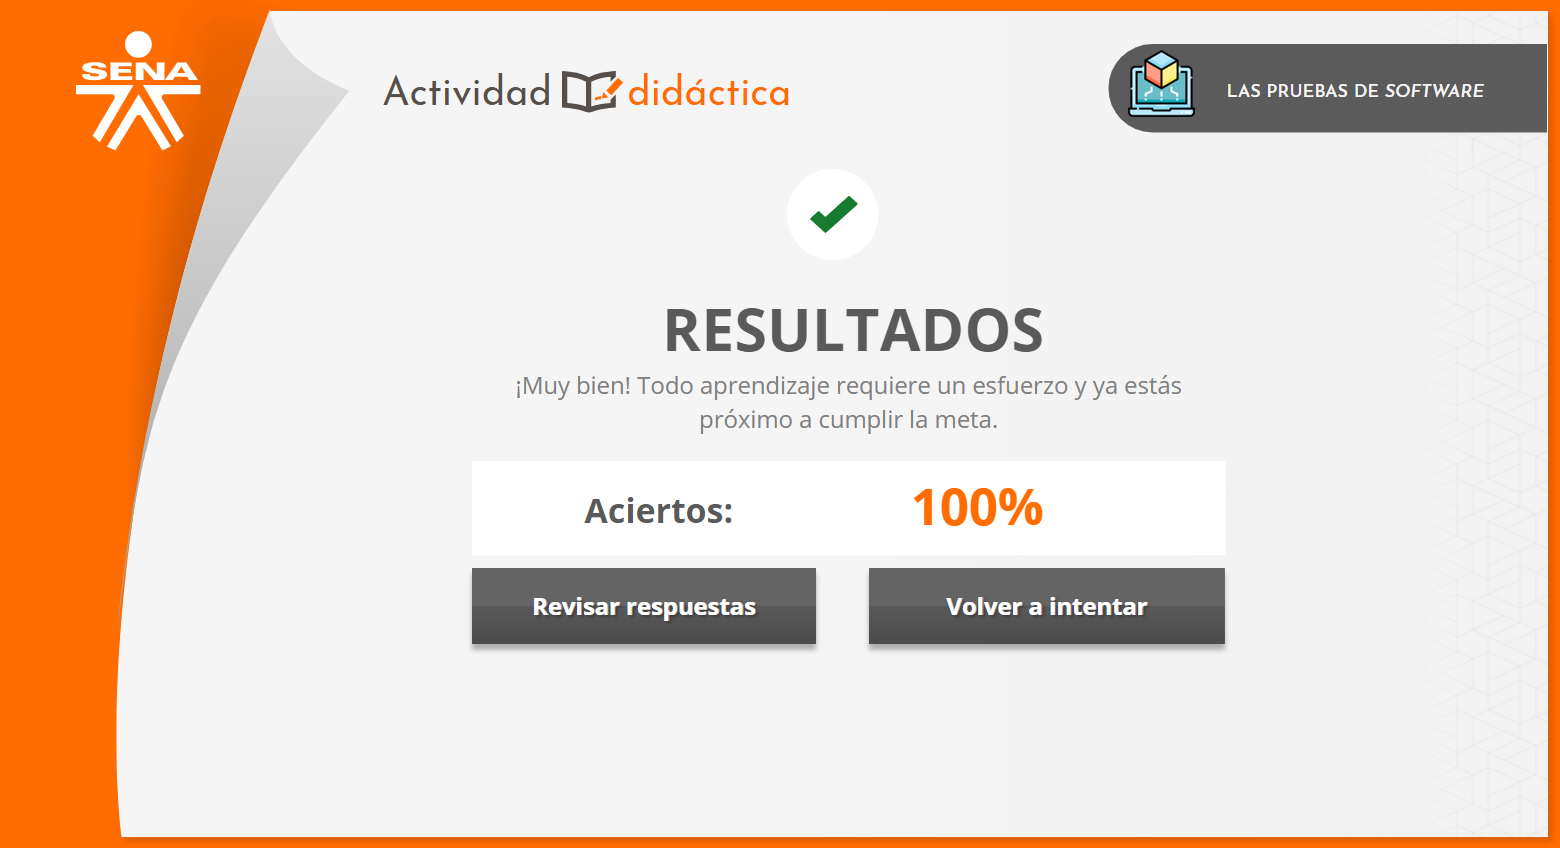 SENA
Actividad didáctica
LAS PRUEBAS DE SOFTWARE
RESULTADOS
¡Muy bien! Todo aprendizaje requiere un esfuerzo y ya estás
próximo a cumplir la meta.
Aciertos: 100%
Revisar respuestas
Volver a intentar